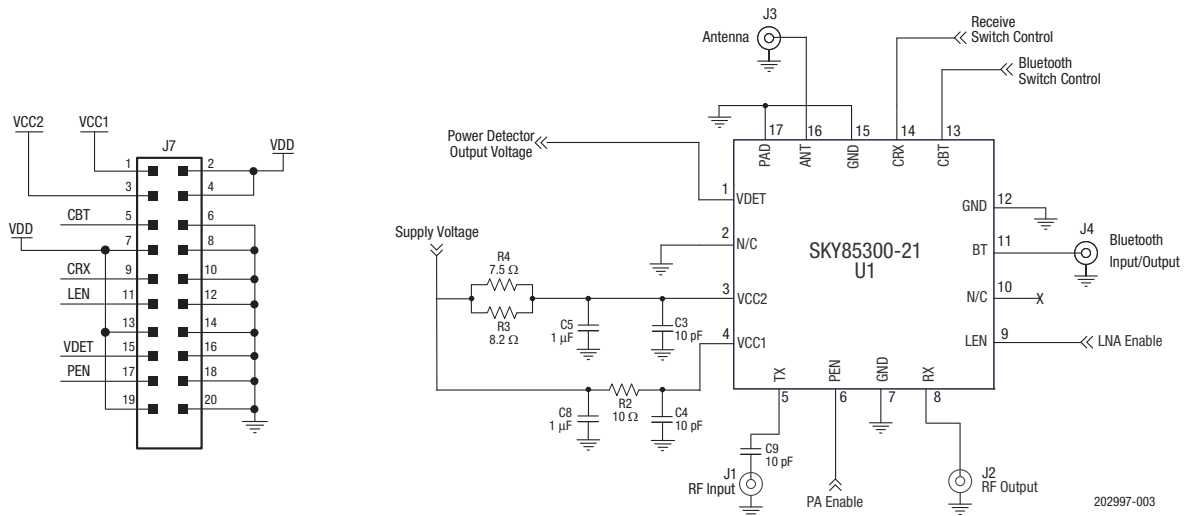 VCC2
VCC1
J7
VDD
1
2
3
4
CBT
5
6
VDD
7
8
CRX
9
10
LEN
11
12
13
14
VDET
15
16
PEN
17
18
19
20
J3
Antenna
Receive
Switch Control
Bluetooth
Switch Control
Power Detector
Output Voltage
17
16
15
14
13
PAD
ANT
GND
CRX
CBT
1
VDET
GND
12
2
N/C
SKY85300-21
U1
BT
11
J4
Bluetooth
Input/Output
Supply Voltage
R4
7.5 Ω
R3
8.2 Ω
3
VCC2
N/C
10
X
C5
1 μF
C3
10 pF
4
VCC1
LEN
9
LNA Enable
TX
PEN
GND
RX
5
6
7
8
C8
1 μF
R2
10 Ω
C4
10 pF
C9
10 pF
J1
RF Input
PA Enable
J2
RF Output
202997-003